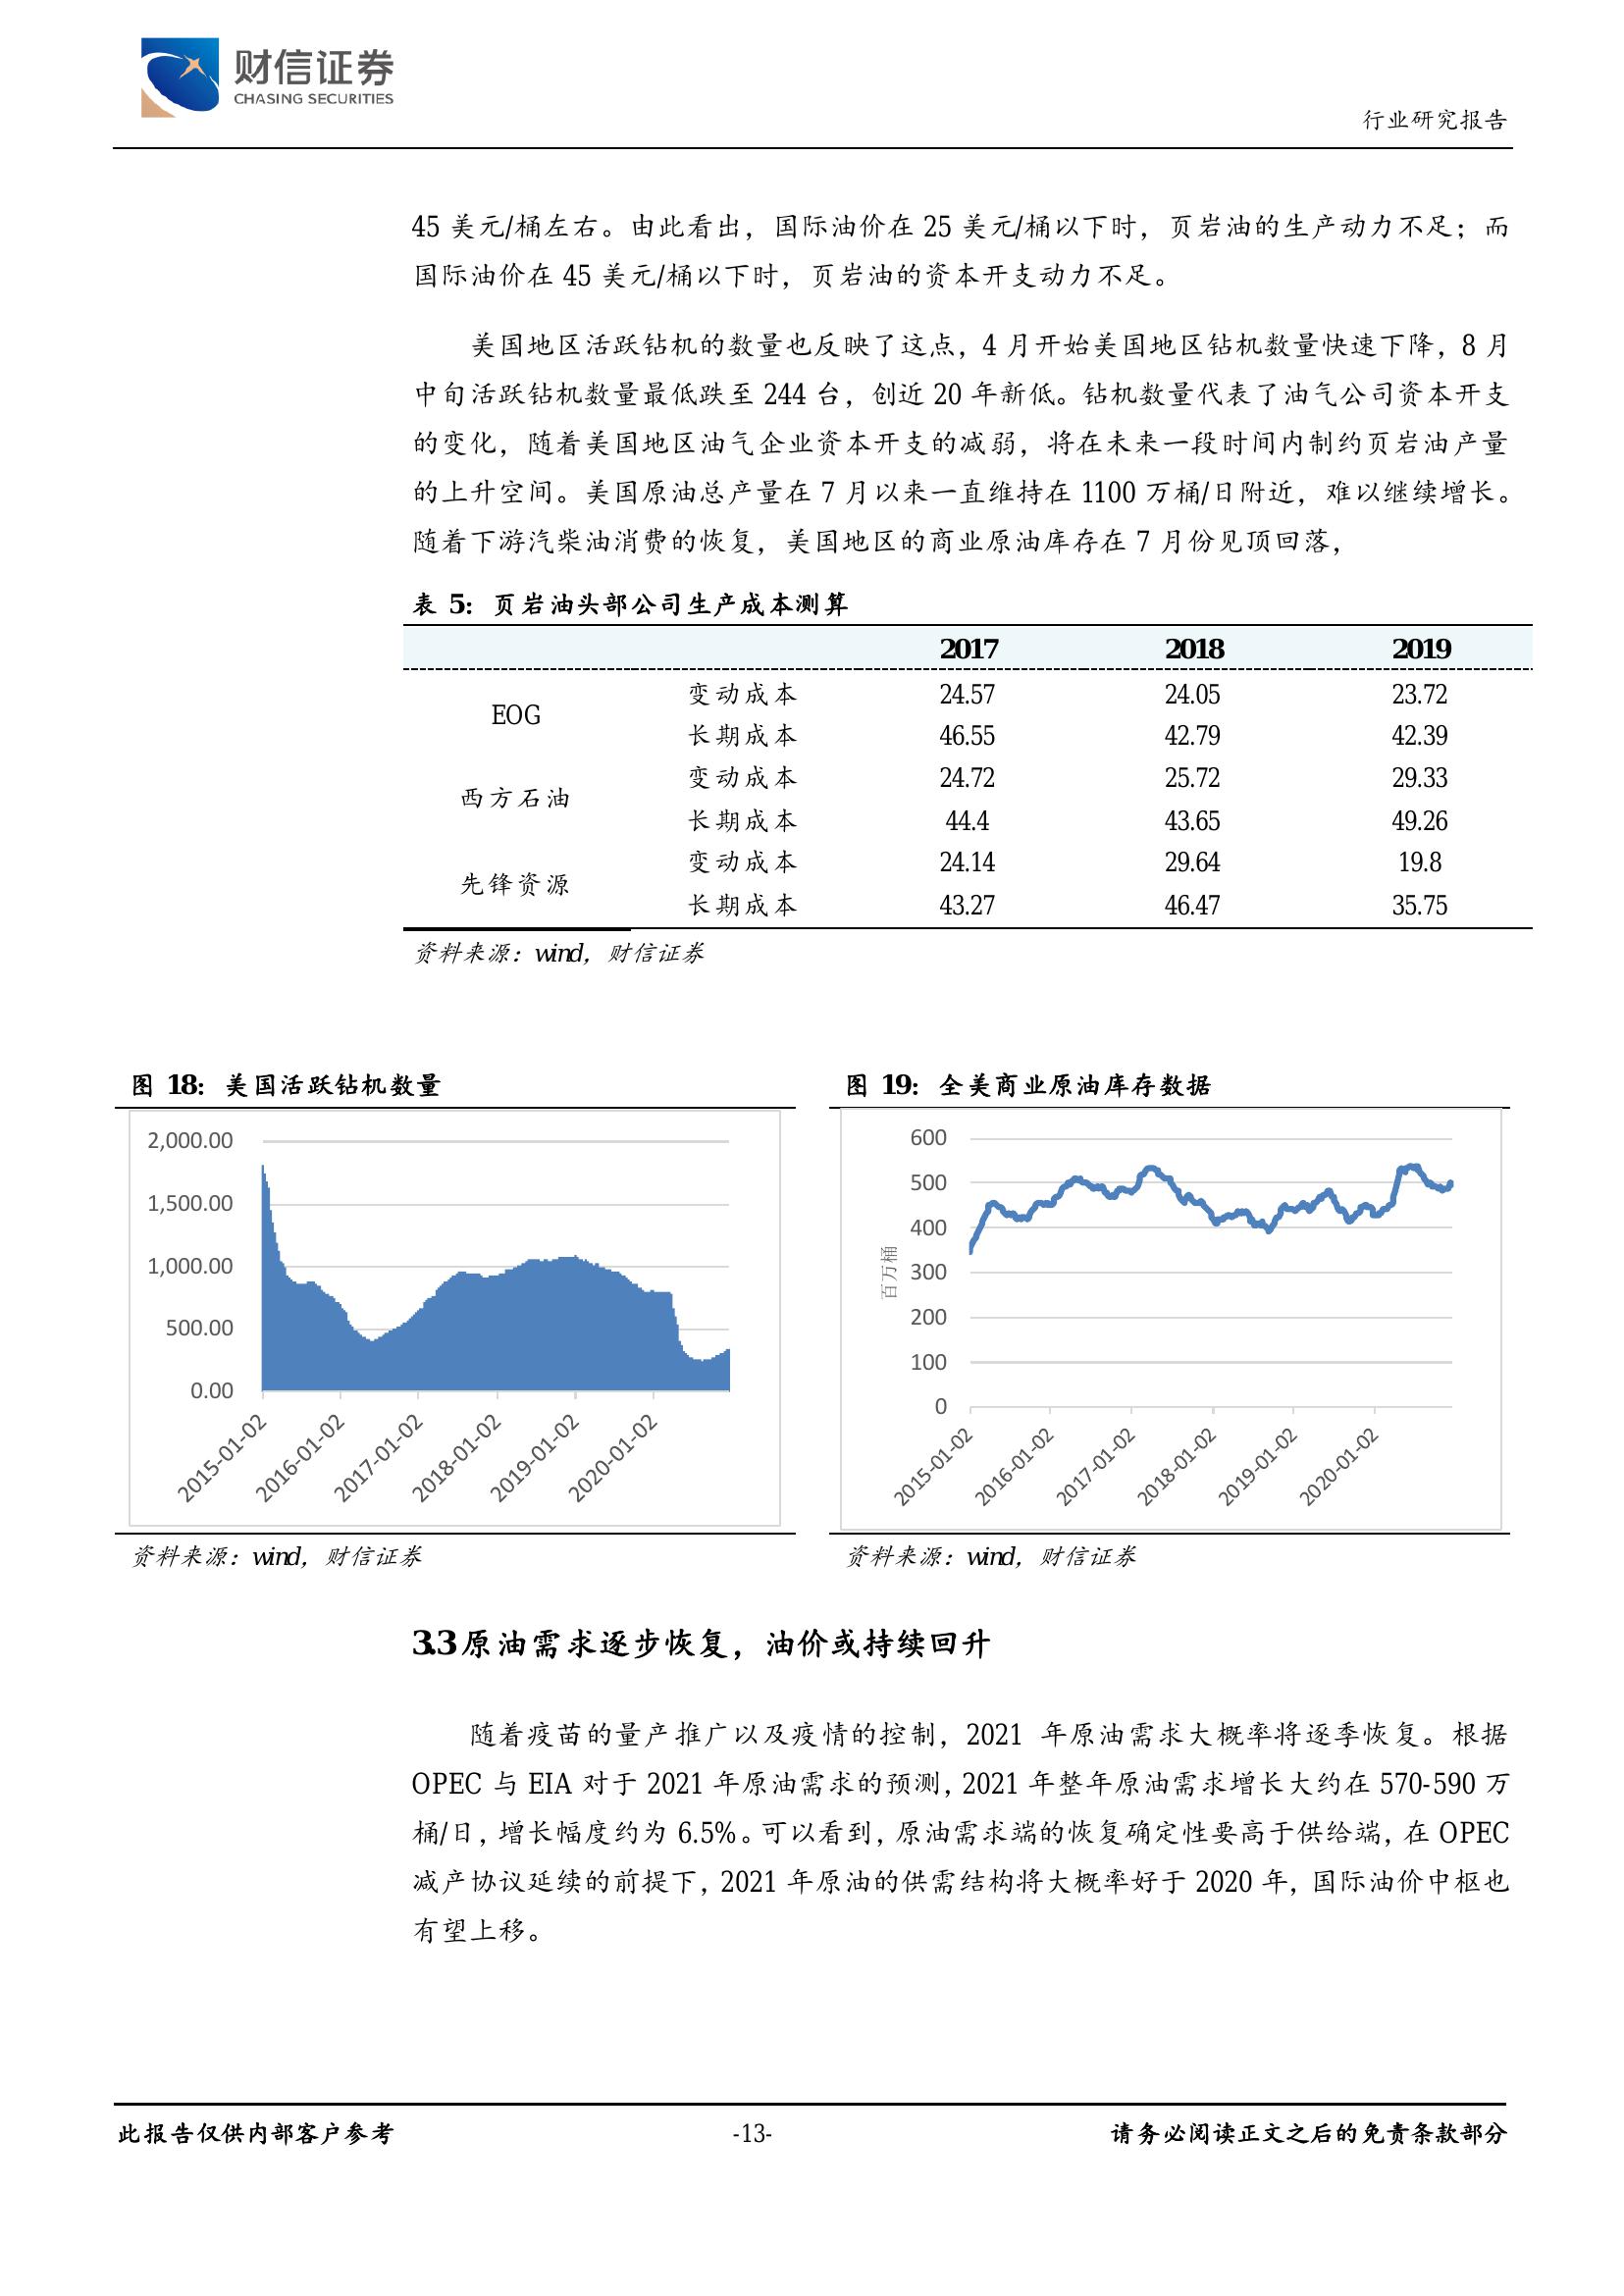 财信证券
CHASING SECURITIES
行业研究报告
45 美元/桶左右。由此看出，国际油价在 25 美元/桶以下时，页岩油的生产动力不足；而
国际油价在 45 美元/桶以下时，页岩油的资本开支动力不足。
美国地区活跃钻机的数量也反映了这点，4 月开始美国地区钻机数量快速下降，8 月
中旬活跃钻机数量最低跌至 244 台，创近 20 年新低。钻机数量代表了油气公司资本开支
的变化，随着美国地区油气企业资本开支的减弱，将在未来一段时间内制约页岩油产量
的上升空间。美国原油总产量在 7 月以来一直维持在 1100 万桶/日附近，难以继续增长。
随着下游汽柴油消费的恢复，美国地区的商业原油库存在 7 月份见顶回落，
表 5：页岩油头部公司生产成本测算
2017 2018 2019
EOG 变动成本 24.57 24.05 23.72
长期成本 46.55 42.79 42.39
西方石油 变动成本 24.72 25.72 29.33
长期成本 44.4 43.65 49.26
先锋资源 变动成本 24.14 29.64 19.8
长期成本 43.27 46.47 35.75
资料来源：wind，财信证券
图 18：美国活跃钻机数量
2,000.00
1,500.00
1,000.00
500.00
0.00
2015-01-02
2016-01-02
2017-01-02
2018-01-02
2019-01-02
2020-01-02
资料来源：wind，财信证券
图 19：全美商业原油库存数据
百万桶
600
500
400
300
200
100
0
2015-01-02
2016-01-02
2017-01-02
2018-01-02
2019-01-02
2020-01-02
资料来源：wind，财信证券
3.3 原油需求逐步恢复，油价或持续回升
随着疫苗的量产推广以及疫情的控制，2021 年原油需求大概率将逐季恢复。根据
OPEC 与 EIA 对于 2021 年原油需求的预测，2021 年整年原油需求增长大约在 570-590 万
桶/日，增长幅度约为 6.5%。可以看到，原油需求端的恢复确定性要高于供给端，在 OPEC
减产协议延续的前提下，2021 年原油的供需结构将大概率好于 2020 年，国际油价中枢也
有望上移。
此报告仅供内部客户参考
-13-
请务必阅读正文之后的免责条款部分